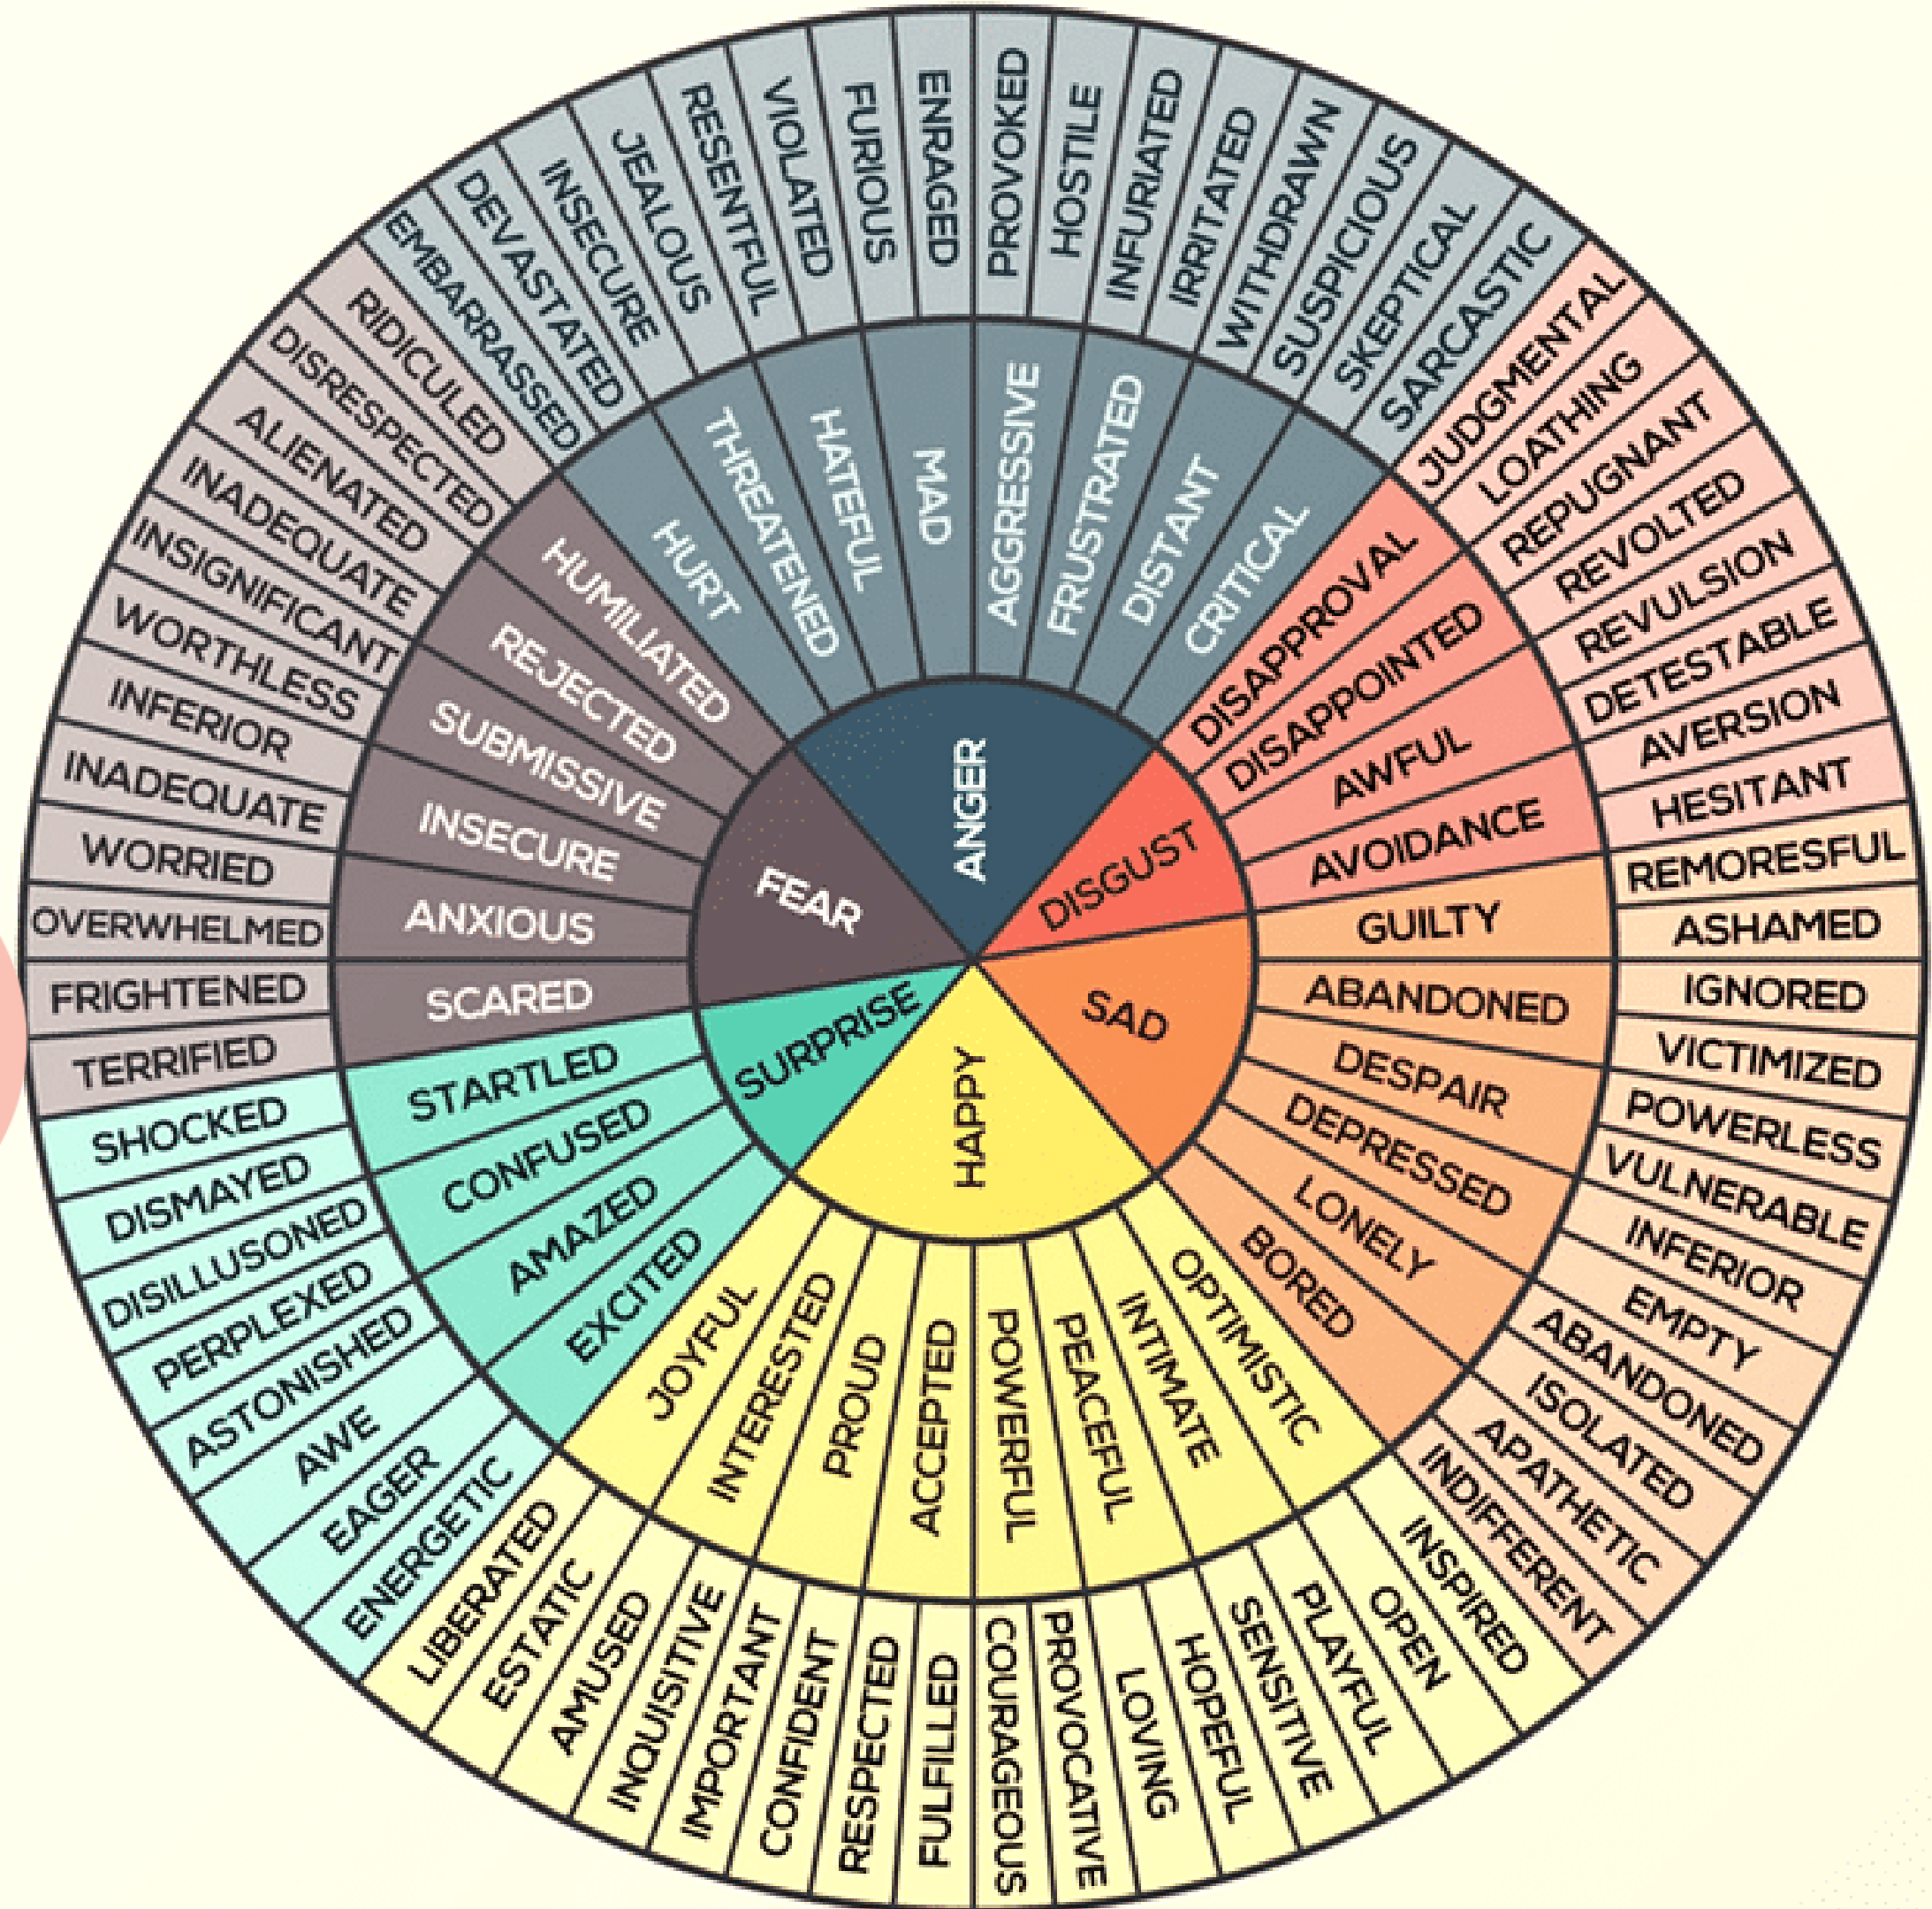 ANGER
DISGUST
SAD
HAPPY
SURPRISE
FEAR
HURT
THREATENED
HATEFUL
MAD
AGGRESSIVE
FRUSTRATED
DISTANT
CRITICAL
DISAPPROVAL
DISAPPOINTED
AWFUL
AVOIDANCE
GUILTY
ABANDONED
DESPAIR
DEPRESSED
LONELY
BORED
OPTIMISTIC
INTIMATE
PEACEFUL
POWERFUL
ACCEPTED
PROUD
INTERESTED
JOYFUL
EXCITED
AMAZED
CONFUSED
STARTLED
SCARED
ANXIOUS
INSECURE
SUBMISSIVE
REJECTED
HUMILIATED
EMBARRASSED
DEVASTATED
INSECURE
JEALOUS
RESENTFUL
VIOLATED
FURIOUS
ENRAGED
PROVOKED
HOSTILE
INFURIATED
IRRITATED
WITHDRAWN
SUSPICIOUS
SKEPTICAL
SARCASTIC
JUDGMENTAL
LOATHING
REPUGNANT
REVOLTED
REVULSION
DETESTABLE
AVERSION
HESITANT
REMORESFUL
ASHAMED
IGNORED
VICTIMIZED
POWERLESS
VULNERABLE
INFERIOR
EMPTY
ABANDONED
ISOLATED
APATHETIC
INDIFFERENT
INSPIRED
OPEN
PLAYFUL
SENSITIVE
HOPEFUL
LOVING
PROVOCATIVE
COURAGEOUS
FULFILLED
RESPECTED
CONFIDENT
IMPORTANT
INQUISITIVE
AMUSED
ESTATIC
LIBERATED
ENERGETIC
EAGER
AWE
ASTONISHED
PERPLEXED
DISILLUSONED
DISMAYED
SHOCKED
TERRIFIED
FRIGHTENED
OVERWHELMED
WORRIED
INADEQUATE
INFERIOR
WORTHLESS
INSIGNIFICANT
INADEQUATE
ALIENATED
DISRESPECTED
RIDICULED